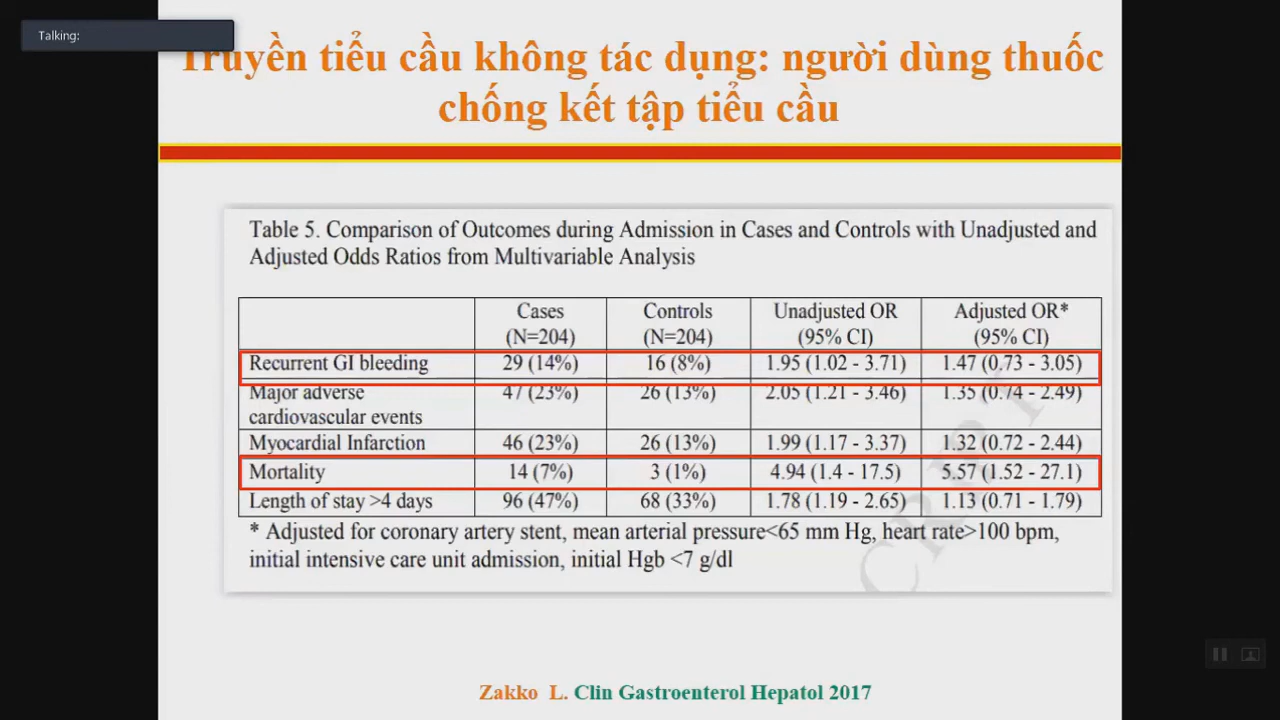 Talking:
Truyền tiểu cầu không tác dụng: người dùng thuốc
chống kết tập tiểu cầu
Table 5. Comparison of Outcomes during Admission in Cases and Controls with Unadjusted and
Adjusted Odds Ratios from Multivariable Analysis
Cases (N=204) Controls (N=204) Unadjusted OR (95% CI) Adjusted OR* (95% CI)
Recurrent GI bleeding 29 (14%) 16 (8%) 1.95 (1.02 - 3.71) 1.47 (0.73 - 3.05)
Major adverse cardiovascular events 47 (23%) 26 (13%) 2.05 (1.21 - 3.46) 1.35 (0.74 - 2.49)
Myocardial Infarction 46 (23%) 26 (13%) 1.99 (1.17 - 3.37) 1.32 (0.72 - 2.44)
Mortality 14 (7%) 3 (1%) 4.94 (1.4 - 17.5) 5.57 (1.52 - 27.1)
Length of stay >4 days 96 (47%) 68 (33%) 1.78 (1.19 - 2.65) 1.13 (0.71 - 1.79)
* Adjusted for coronary artery stent, mean arterial pressure<65 mm Hg, heart rate>100 bpm,
initial intensive care unit admission, initial Hgb <7 g/dl
Zakko L. Clin Gastroenterol Hepatol 2017